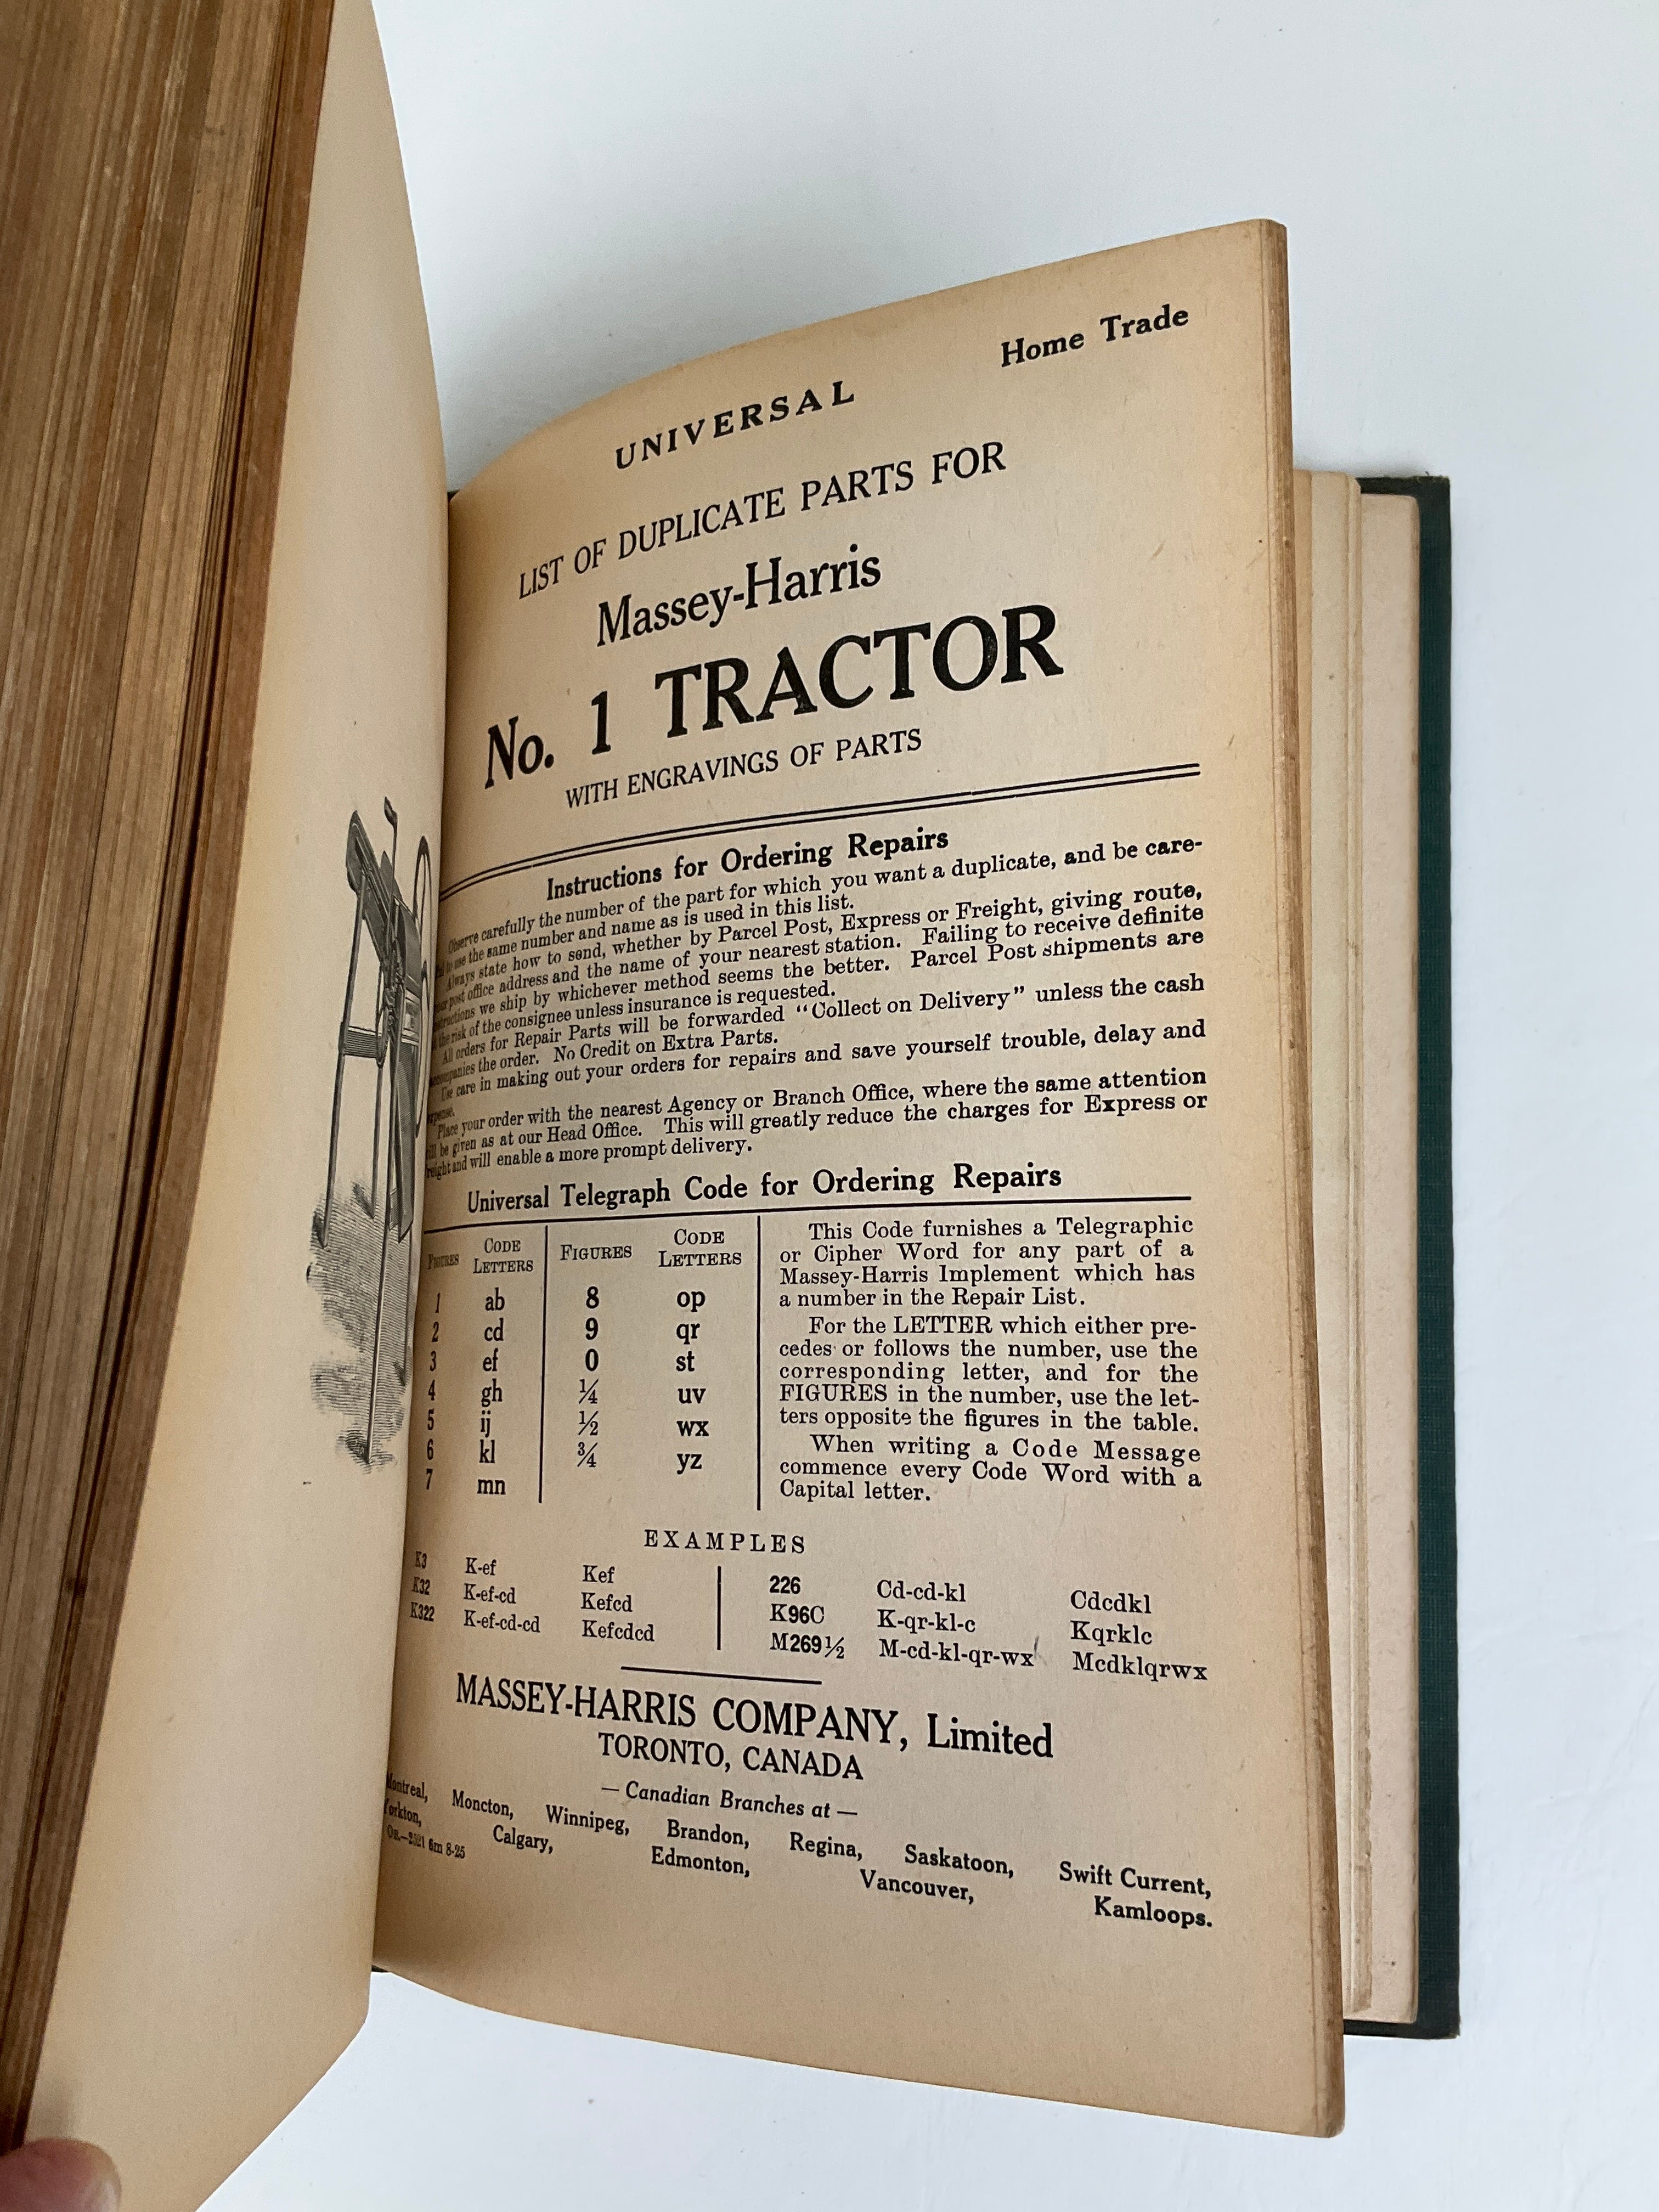 Home Trade
UNIVERSAL
LIST OF DUPLICATE PARTS FOR
Massey-Harris
No. 1 TRACTOR
WITH ENGRAVINGS OF PARTS
Instructions for Ordering Repairs
Observe carefully the number of the part for which you want a duplicate, and be care-
to use the same number and name as is used in this list.
Always state how to send, whether by Parcel Post, Express or Freight, giving route,
your post office address and the name of your nearest station. Failing to receive definite
instructions we ship by whichever method seems the better. Parcel Post shipments are
the risk of the consignee unless insurance is requested.
All orders for Repair Parts will be forwarded "Collect on Delivery" unless the cash
accompanies the order. No Credit on Extra Parts.
Use care in making out your orders for repairs and save yourself trouble, delay and
expense.
Place your order with the nearest Agency or Branch Office, where the same attention
will be given as at our Head Office. This will greatly reduce the charges for Express or
Freight and will enable a more prompt delivery.
Universal Telegraph Code for Ordering Repairs
FIGURES CODE LETTERS FIGURES CODE LETTERS
1 ab 8 op
2 cd 9 qr
3 ef 0 st
4 gh ¼ uv
5 ij ½ wx
6 kl ¾ yz
7 mn
This Code furnishes a Telegraphic
or Cipher Word for any part of a
Massey-Harris Implement which has
a number in the Repair List.
For the LETTER which either pre-
cedes or follows the number, use the
corresponding letter, and for the
FIGURES in the number, use the let-
ters opposite the figures in the table.
When writing a Code Message
commence every Code Word with a
Capital letter.
EXAMPLES
K3 K-ef Kef
K32 K-ef-cd Kefcd
K322 K-ef-cd-cd Kefcdcd
226 Cd-cd-kl Cdcdkl
K96C K-qr-kl-c Kqrklc
M269½ M-cd-kl-qr-wx Mcdklqrwx
MASSEY-HARRIS COMPANY, Limited
TORONTO, CANADA
— Canadian Branches at —
Montreal, Moncton, Winnipeg, Brandon, Regina, Saskatoon, Swift Current,
Yorkton, Calgary, Edmonton, Vancouver, Kamloops.
6m 8-25